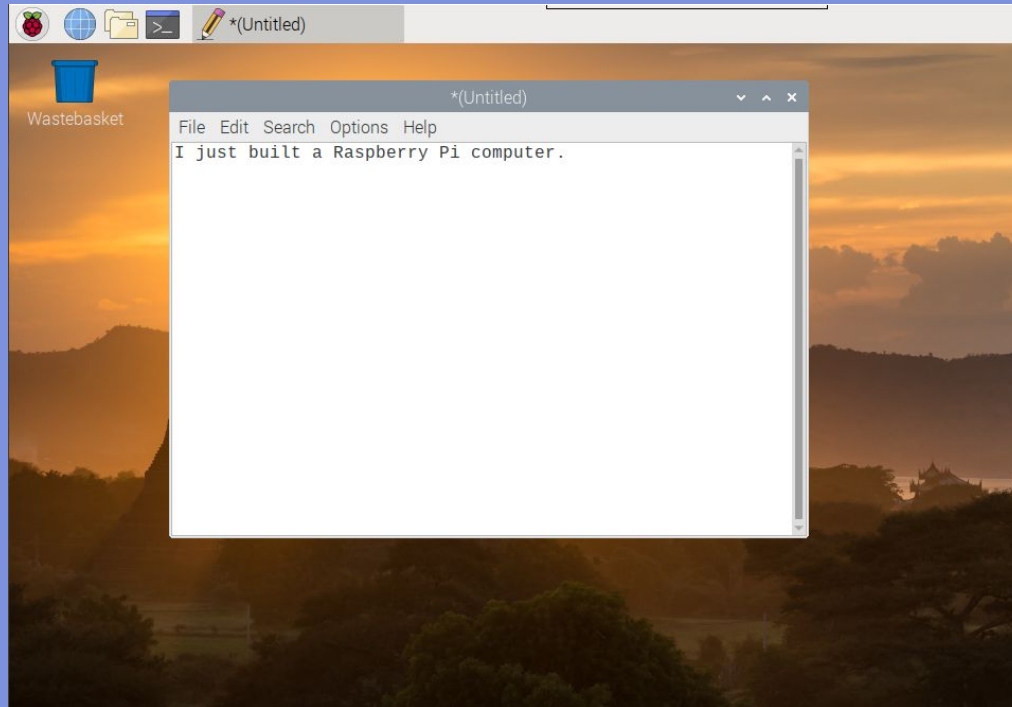 *(Untitled)
Wastebasket
*(Untitled)
File Edit Search Options Help
I just built a Raspberry Pi computer.